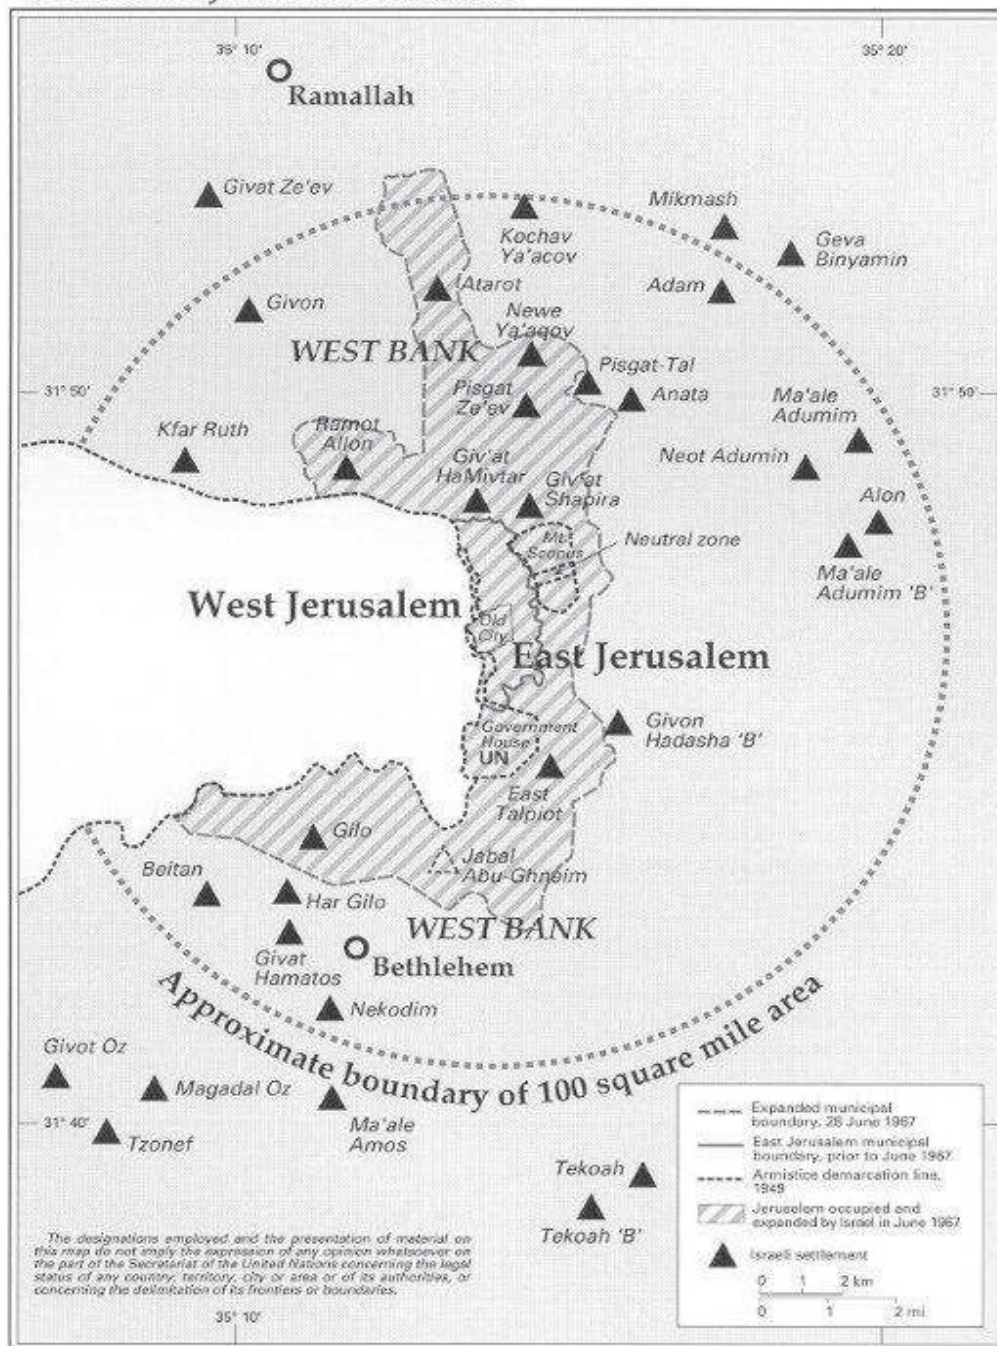 35° 10'
35° 20'
Ramallah
Givat Ze'ev
Mikmash
Kochav
Ya'acov
Geva
Binyamin
Atarot
Adam
Givon
Newe
Ya'aqov
WEST BANK
Pisgat-Tal
31° 50'
31° 50'
Pisgat
Ze'ev
Anata
Ma'ale
Adumim
Kfar Ruth
Ramot
Allon
Giv'at
HaMivtar
Giv'at
Shapira
Neot Adumin
Alon
Mt.
Scopus
Neutral zone
Ma'ale
Adumim 'B'
West Jerusalem
Old
City
East Jerusalem
Givon
Hadasha 'B'
Government
House
UN
East
Talpiot
Gilo
Jabal
Abu-Ghneim
Beitan
Har Gilo
WEST BANK
Givat
Hamatos
Bethlehem
Nekodim
Approximate boundary of 100 square mile area
Givot Oz
Magadal Oz
Ma'ale
Amos
31° 40'
Tzonef
Tekoah
Tekoah 'B'
Expanded municipal
boundary, 28 June 1967
East Jerusalem municipal
boundary, prior to June 1967
Armistice demarcation line,
1949
Jerusalem occupied and
expanded by Israel in June 1967
Israeli settlement
0 1 2 km
0 1 2 mi
The designations employed and the presentation of material on
this map do not imply the expression of any opinion whatsoever on
the part of the Secretariat of the United Nations concerning the legal
status of any country, territory, city or area or of its authorities, or
concerning the delimitation of its frontiers or boundaries.
35° 10'